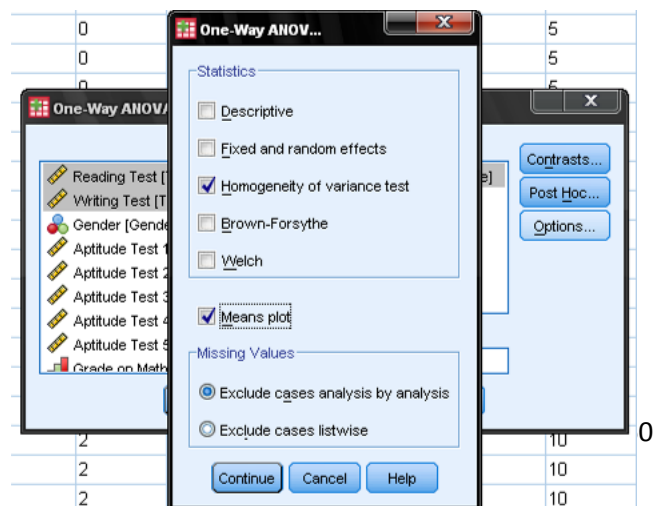 0 5
0 5
One-Way ANOV...
Statistics
Descriptive
Fixed and random effects
Homogeneity of variance test
Brown-Forsythe
Welch
Means plot
Missing Values
Exclude cases analysis by analysis
Exclude cases listwise
Continue Cancel Help
One-Way ANOVA
Reading Test [
Writing Test [T
Gender [Gende
Aptitude Test 1
Aptitude Test 2
Aptitude Test 3
Aptitude Test 4
Aptitude Test 5
Grade on Math
e]
Contrasts...
Post Hoc...
Options...
2 10
0
2 10
2 10